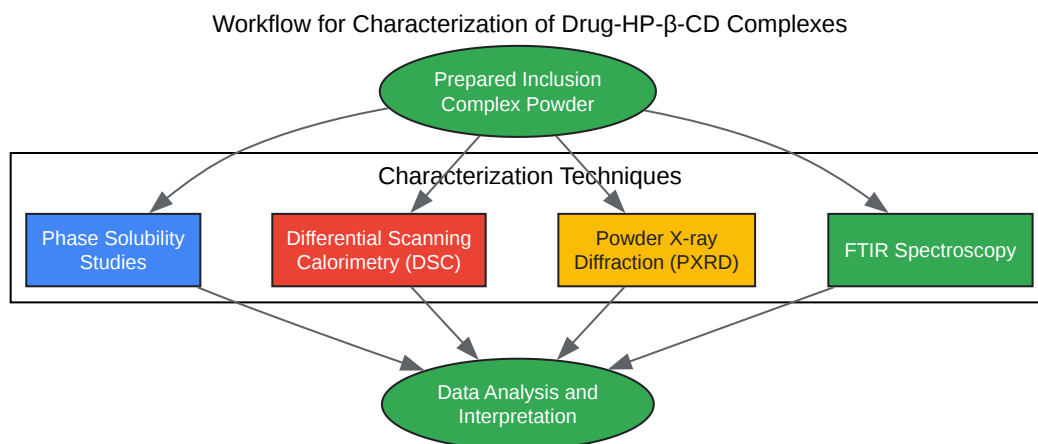 Workflow for Characterization of Drug-HP-β-CD Complexes
Prepared Inclusion
Complex Powder
Characterization Techniques
Phase Solubility
Studies
Differential Scanning
Calorimetry (DSC)
Powder X-ray
Diffraction (PXRD)
FTIR Spectroscopy
Data Analysis and
Interpretation